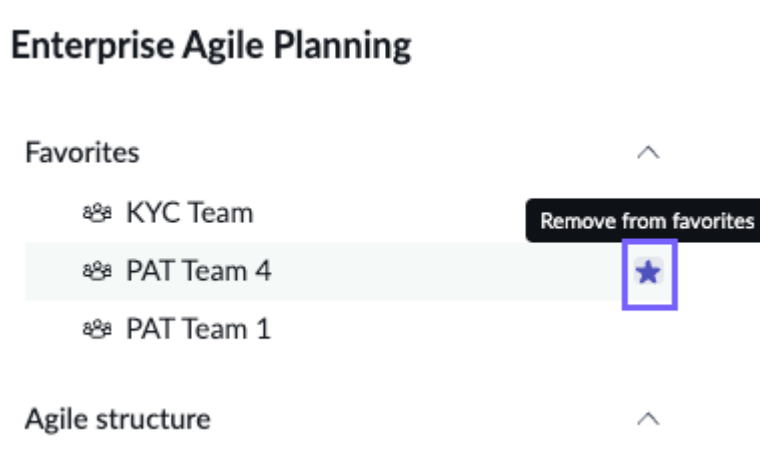 Enterprise Agile Planning
Favorites
KYC Team
Remove from favorites
PAT Team 4
PAT Team 1
Agile structure